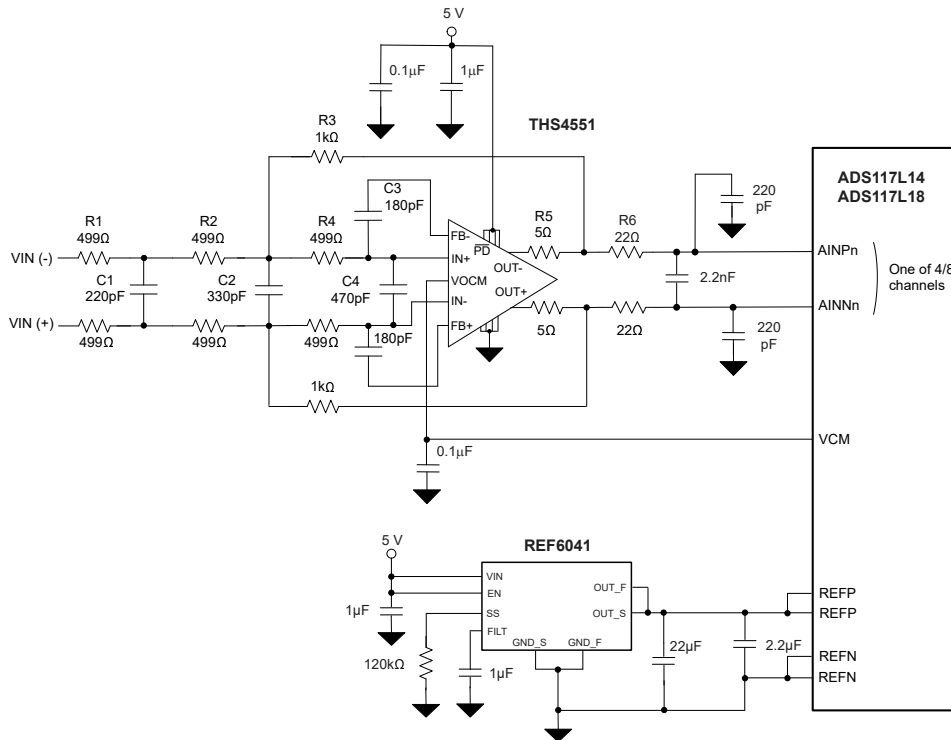 5 V
0.1μF
1μF
THS4551
R3
1kΩ
C3
180pF
ADS117L14
ADS117L18
220
pF
R1
499Ω
R2
499Ω
R4
499Ω
R5
5Ω
R6
22Ω
FB-
PD
OUT-
VIN (-)
IN+
AINPn
C1
220pF
C2
330pF
C4
470pF
VOCM
2.2nF
One of 4/8
channels
OUT+
IN-
VIN (+)
AINNn
FB+
499Ω
499Ω
499Ω
180pF
5Ω
22Ω
220
pF
1kΩ
VCM
0.1μF
5 V
REF6041
VIN
EN
SS
FILT
OUT_F
OUT_S
GND_S
GND_F
1µF
120kΩ
1µF
22µF
2.2µF
REFP
REFP
REFN
REFN